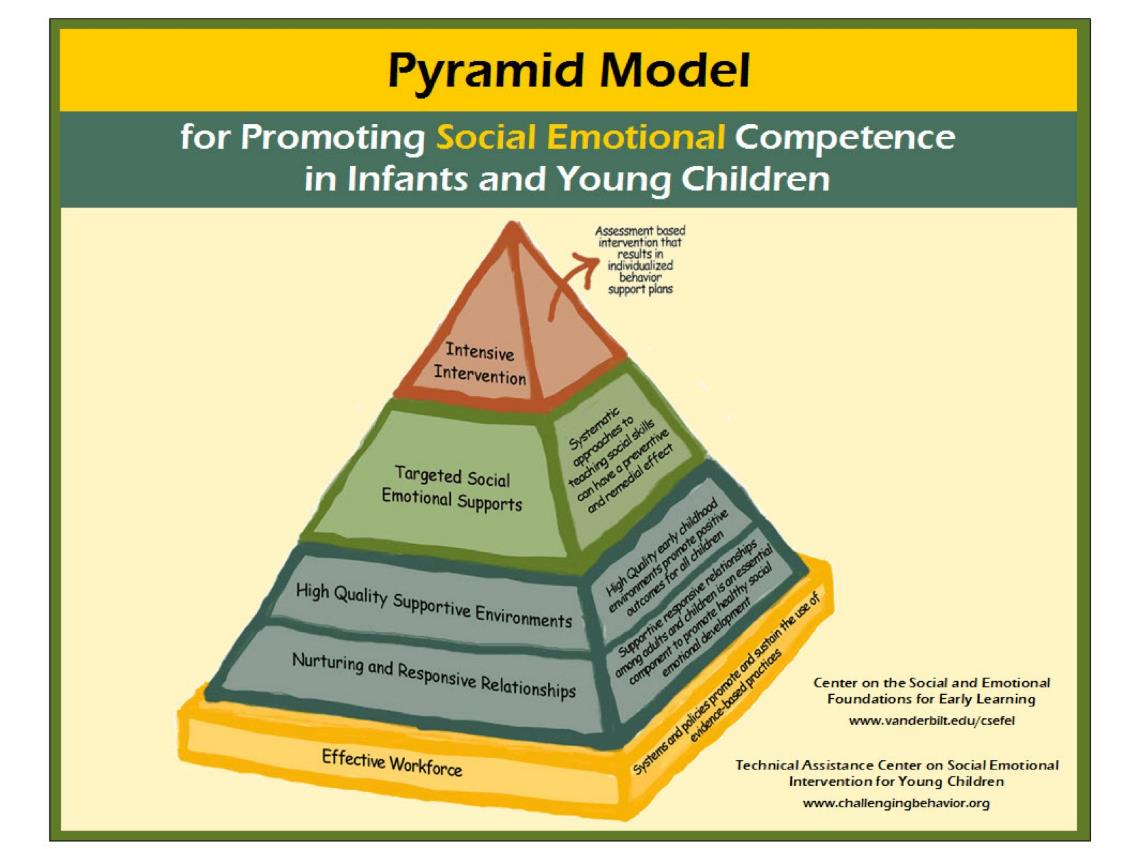 Pyramid Model
for Promoting Social Emotional Competence
in Infants and Young Children
Assessment based
intervention that
results in
individualized
behavior
support plans
Intensive
Intervention
Systematic
approaches to
teaching social skills
can have a preventive
and remedial effect
Targeted Social
Emotional Supports
High Quality early childhood
environments promote positive
outcomes for all children
High Quality Supportive Environments
Supportive responsive relationships
among adults and children is an essential
component to promote healthy social
emotional development
Nurturing and Responsive Relationships
Systems and policies promote and sustain the use of
evidence-based practices
Effective Workforce
Center on the Social and Emotional
Foundations for Early Learning
www.vanderbilt.edu/csefel
Technical Assistance Center on Social Emotional
Intervention for Young Children
www.challengingbehavior.org